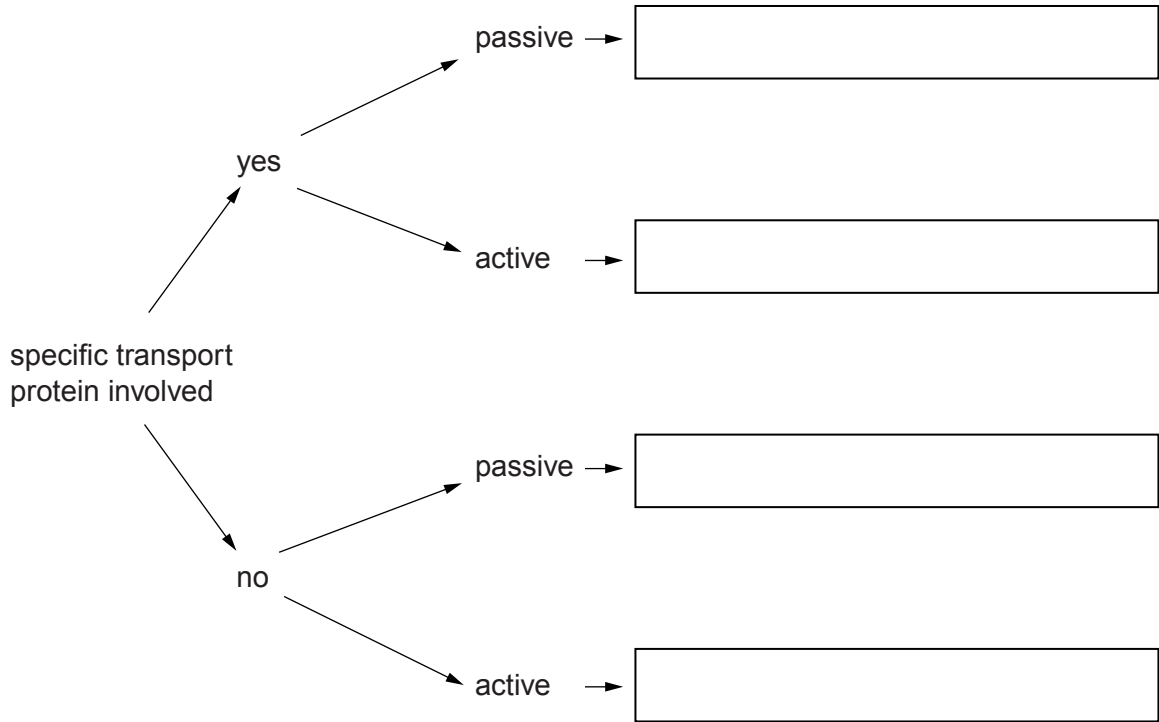 passive
yes
active
specific transport
protein involved
passive
no
active